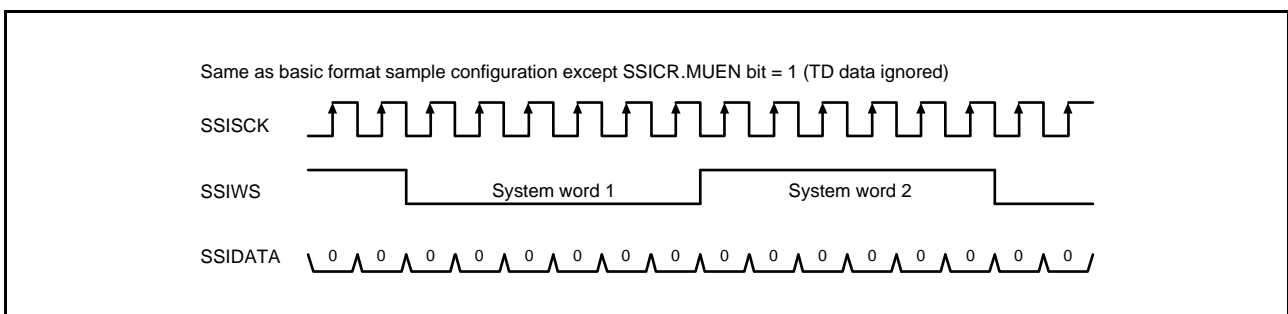 Same as basic format sample configuration except SSICR.MUEN bit = 1 (TD data ignored)
SSISCK
SSIWS System word 1 System word 2
SSIDATA 0 0 0 0 0 0 0 0 0 0 0 0 0 0 0 0